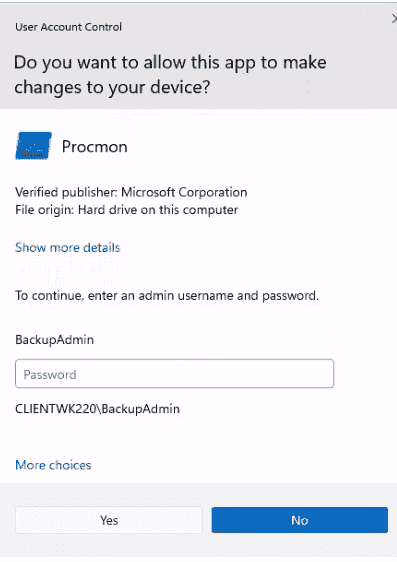 User Account Control
Do you want to allow this app to make
changes to your device?
Procmon
Verified publisher: Microsoft Corporation
File origin: Hard drive on this computer
Show more details
To continue, enter an admin username and password.
BackupAdmin
Password
CLIENTWK220\BackupAdmin
More choices
Yes
No